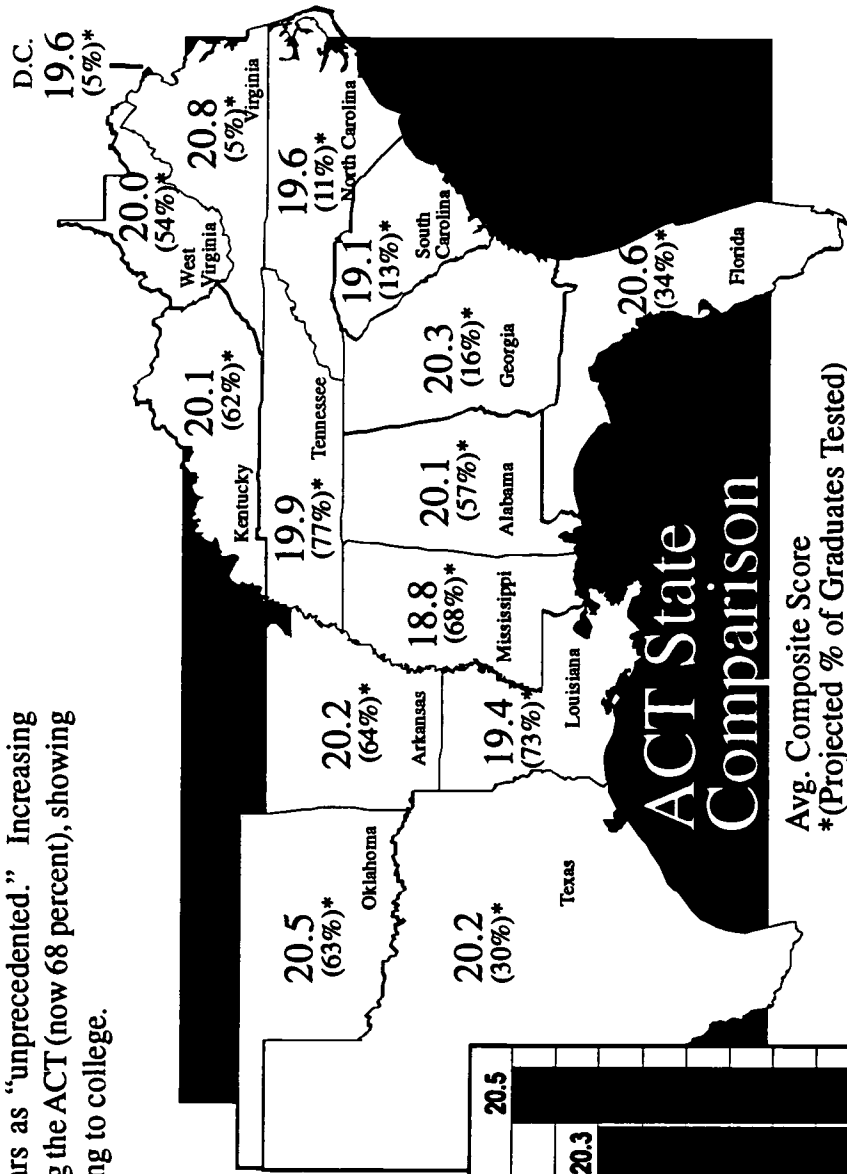 rs as “unprecedented.” Increasing
g the ACT (now 68 percent), showing
ng to college.
D.C.
19.6
(5%)*
20.0
(54%)*
West
Virginia
20.8
(5%)*
Virginia
20.1
(62%)*
Kentucky
19.6
(11%)*
North Carolina
19.9
(77%)*
Tennessee
19.1
(13%)*
South
Carolina
20.5
(63%)*
Oklahoma
20.2
(64%)*
Arkansas
18.8
(68%)*
Mississippi
20.1
(57%)*
Alabama
20.3
(16%)*
Georgia
20.2
(30%)*
Texas
19.4
(73%)*
Louisiana
20.6
(34%)*
Florida
ACT State
Comparison
Avg. Composite Score
*(Projected % of Graduates Tested)
20.5
20.3